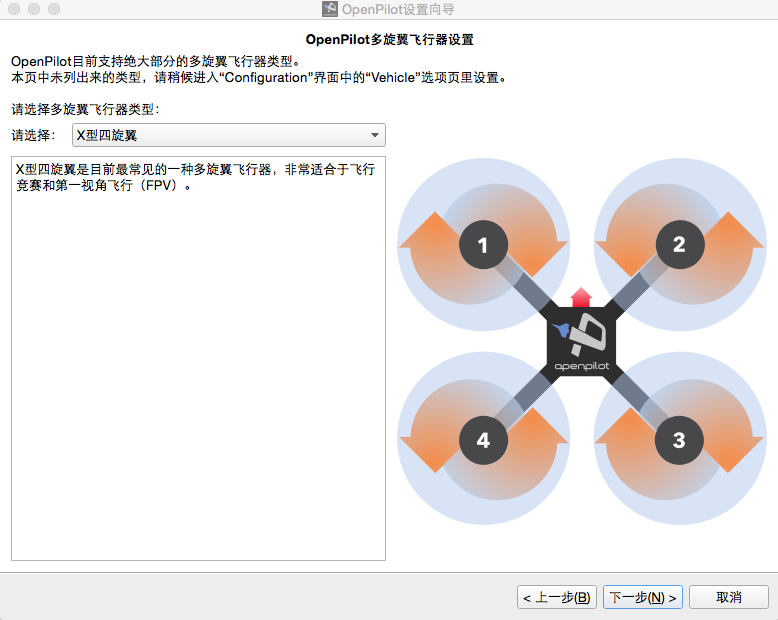 OpenPilot设置向导
OpenPilot多旋翼飞行器设置
OpenPilot目前支持绝大部分的多旋翼飞行器类型。
本页中未列出来的类型，请稍候进入“Configuration”界面中的“Vehicle”选项页里设置。
请选择多旋翼飞行器类型：
请选择：
X型四旋翼
X型四旋翼是目前最常见的一种多旋翼飞行器，非常适合于飞行
竞赛和第一视角飞行（FPV）。
1
2
openpilot
4
3
< 上一步(B)
下一步(N) >
取消